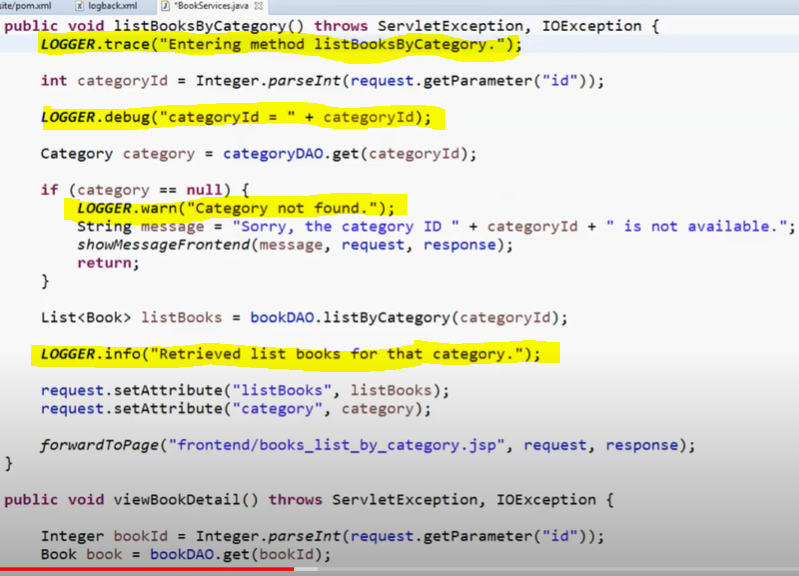 site/pom.xml logback.xml *BookServices.java
public void listBooksByCategory() throws ServletException, IOException {
LOGGER.trace("Entering method listBooksByCategory.");
int categoryId = Integer.parseInt(request.getParameter("id"));
LOGGER.debug("categoryId = " + categoryId);
Category category = categoryDAO.get(categoryId);
if (category == null) {
LOGGER.warn("Category not found.");
String message = "Sorry, the category ID " + categoryId + " is not available.";
showMessageFrontend(message, request, response);
return;
}
List<Book> listBooks = bookDAO.listByCategory(categoryId);
LOGGER.info("Retrieved list books for that category.");
request.setAttribute("listBooks", listBooks);
request.setAttribute("category", category);
forwardToPage("frontend/books_list_by_category.jsp", request, response);
}
public void viewBookDetail() throws ServletException, IOException {
Integer bookId = Integer.parseInt(request.getParameter("id"));
Book book = bookDAO.get(bookId);